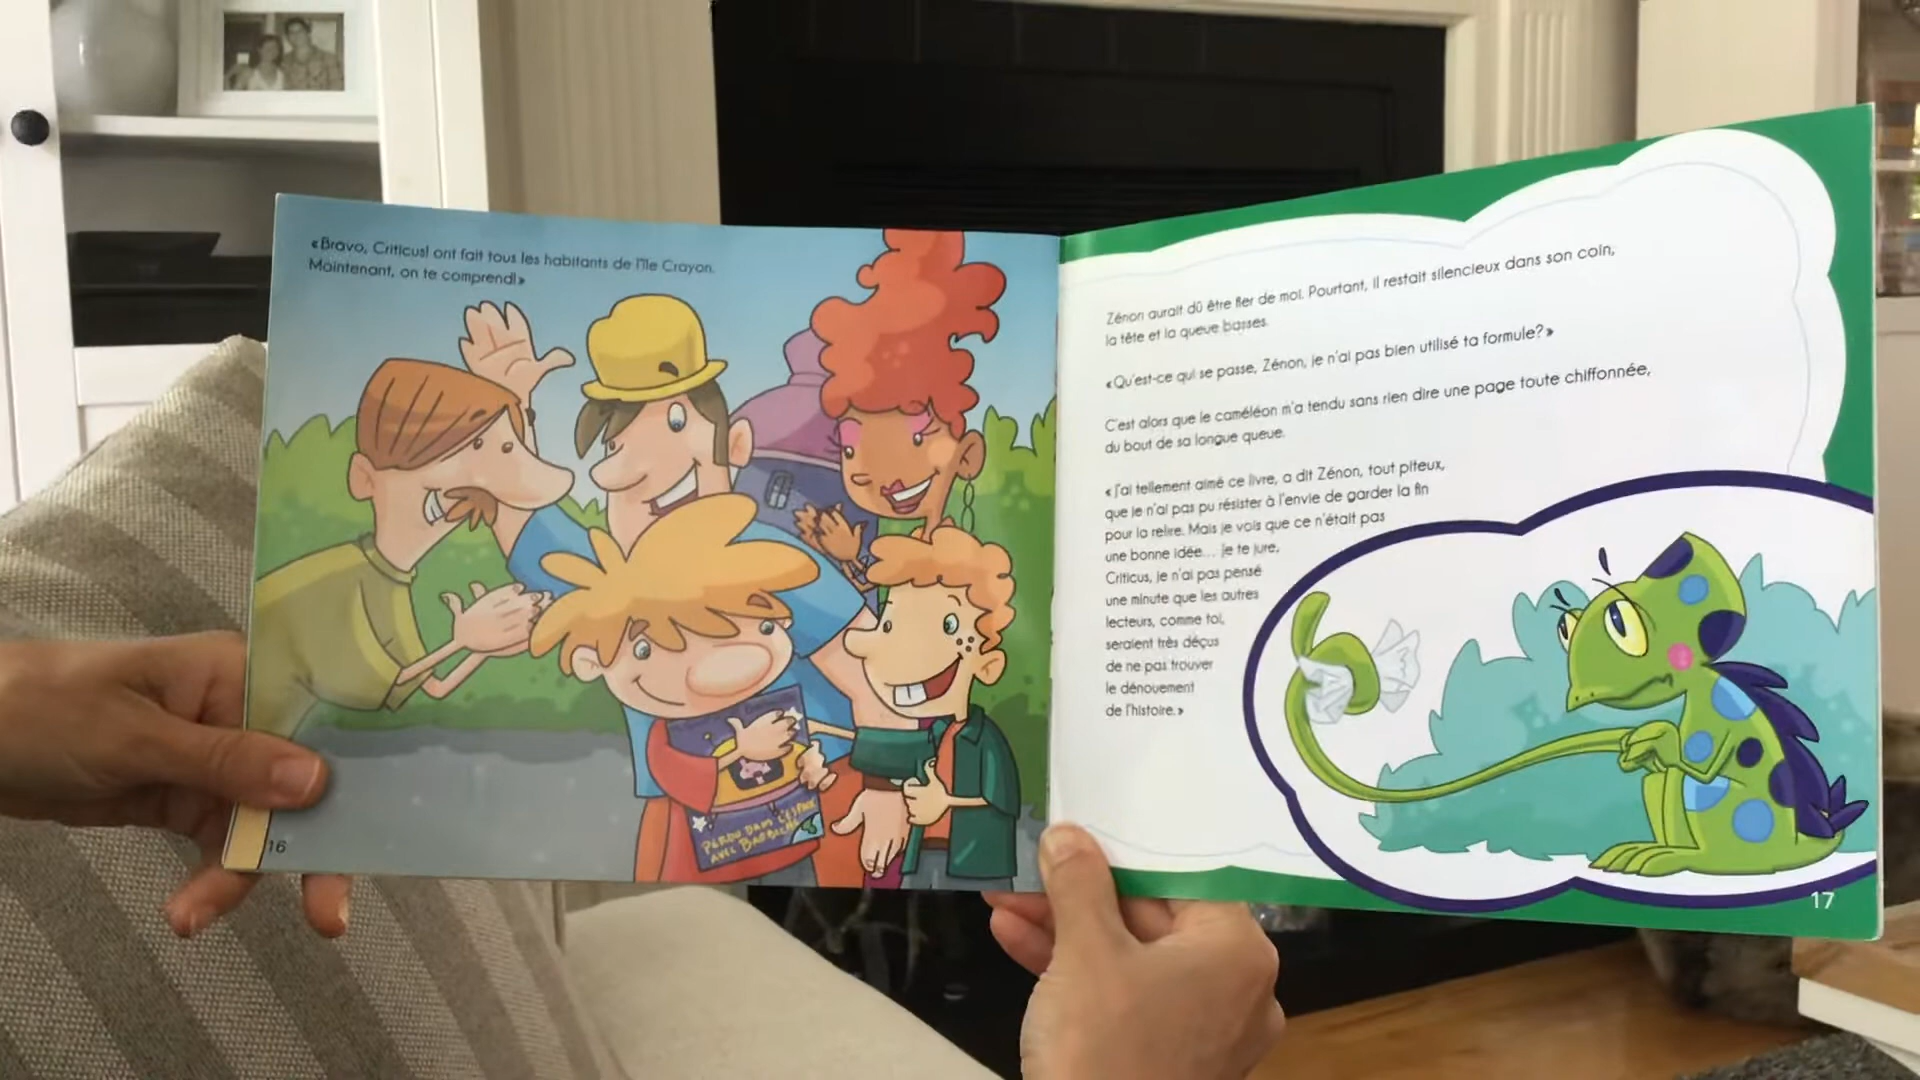 «Bravo, Criticus! ont fait tous les habitants de l'île Crayon.
Maintenant, on te comprend!»
PERDU DANS L'ESPACE
AVEC BARBACHE
16
Zénon aurait dû être fier de moi. Pourtant, il restait silencieux dans son coin,
la tête et la queue basses.
«Qu'est-ce qui se passe, Zénon, je n'ai pas bien utilisé ta formule?»
C'est alors que le caméléon m'a tendu sans rien dire une page toute chiffonnée,
du bout de sa longue queue.
«J'ai tellement aimé ce livre, a dit Zénon, tout piteux,
que je n'ai pas pu résister à l'envie de garder la fin
pour la relire. Mais je vois que ce n'était pas
une bonne idée... je te jure,
Criticus, je n'ai pas pensé
une minute que les autres
lecteurs, comme toi,
seraient très déçus
de ne pas trouver
le dénouement
de l'histoire.»
17